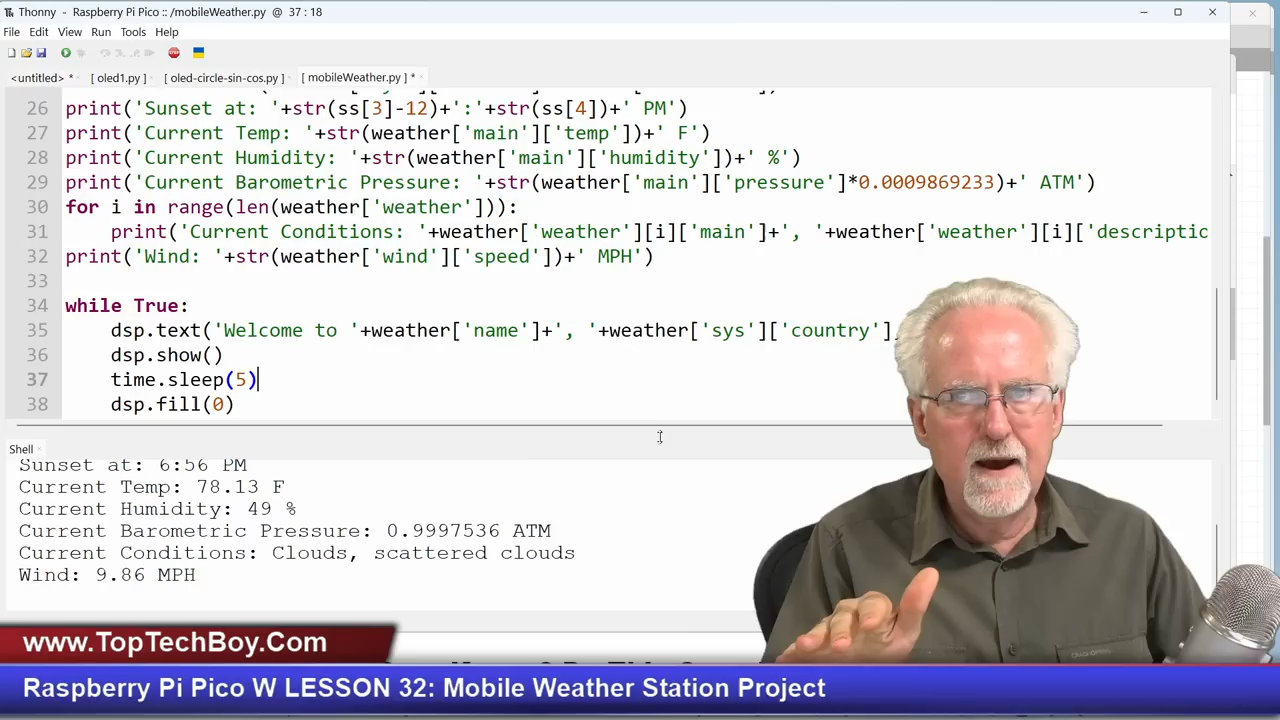 Thonny - Raspberry Pi Pico :: /mobileWeather.py @ 37 : 18
File Edit View Run Tools Help
<untitled> * [ oled1.py ] [ oled-circle-sin-cos.py ] [ mobileWeather.py ] *
26 print('Sunset at: '+str(ss[3]-12)+':'+str(ss[4])+' PM')
27 print('Current Temp: '+str(weather['main']['temp'])+' F')
28 print('Current Humidity: '+str(weather['main']['humidity'])+' %')
29 print('Current Barometric Pressure: '+str(weather['main']['pressure']*0.0009869233)+' ATM')
30 for i in range(len(weather['weather'])):
31 print('Current Conditions: '+weather['weather'][i]['main']+', '+weather['weather'][i]['descriptio
32 print('Wind: '+str(weather['wind']['speed'])+' MPH')
33
34 while True:
35 dsp.text('Welcome to '+weather['name']+', '+weather['sys']['country']
36 dsp.show()
37 time.sleep(5)
38 dsp.fill(0)
Shell
Sunset at: 6:56 PM
Current Temp: 78.13 F
Current Humidity: 49 %
Current Barometric Pressure: 0.9997536 ATM
Current Conditions: Clouds, scattered clouds
Wind: 9.86 MPH
www.TopTechBoy.Com
Raspberry Pi Pico W LESSON 32: Mobile Weather Station Project